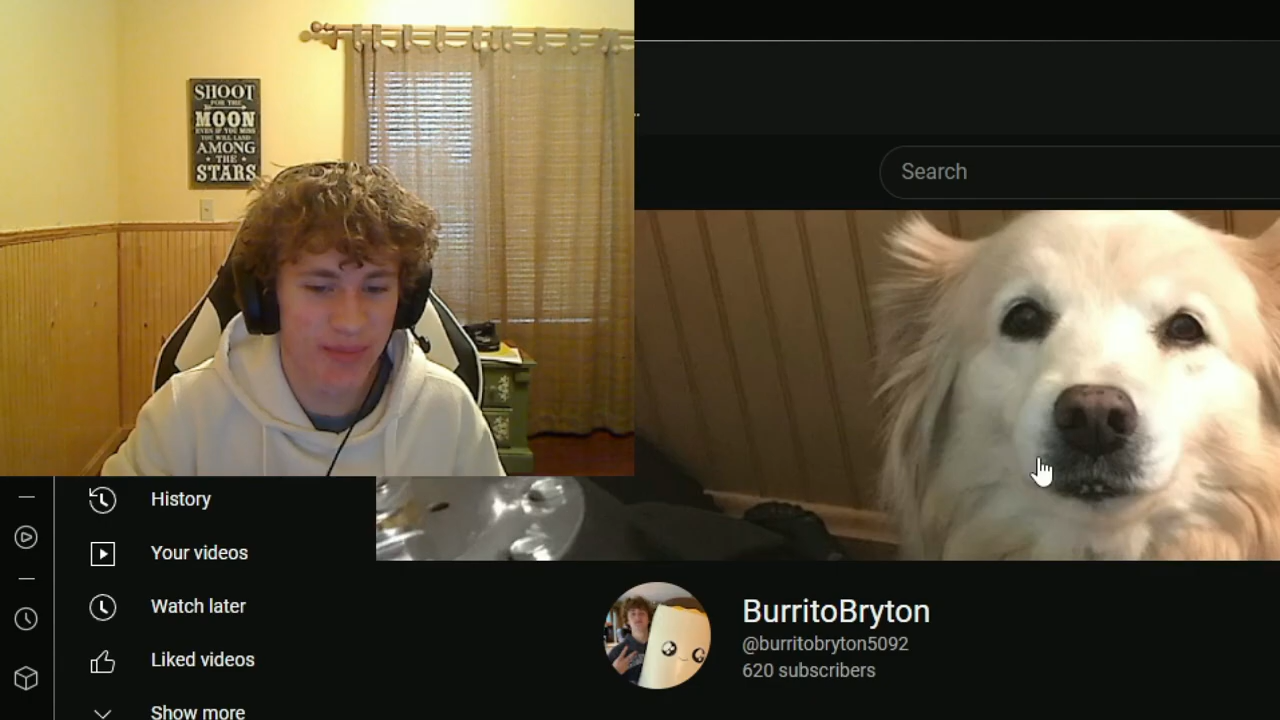 SHOOT
FOR THE
MOON
EVEN IF YOU MISS
YOU WILL LAND
AMONG
THE
STARS
Search
History
Your videos
Watch later
Liked videos
Show more
BurritoBryton
@burritobryton5092
620 subscribers